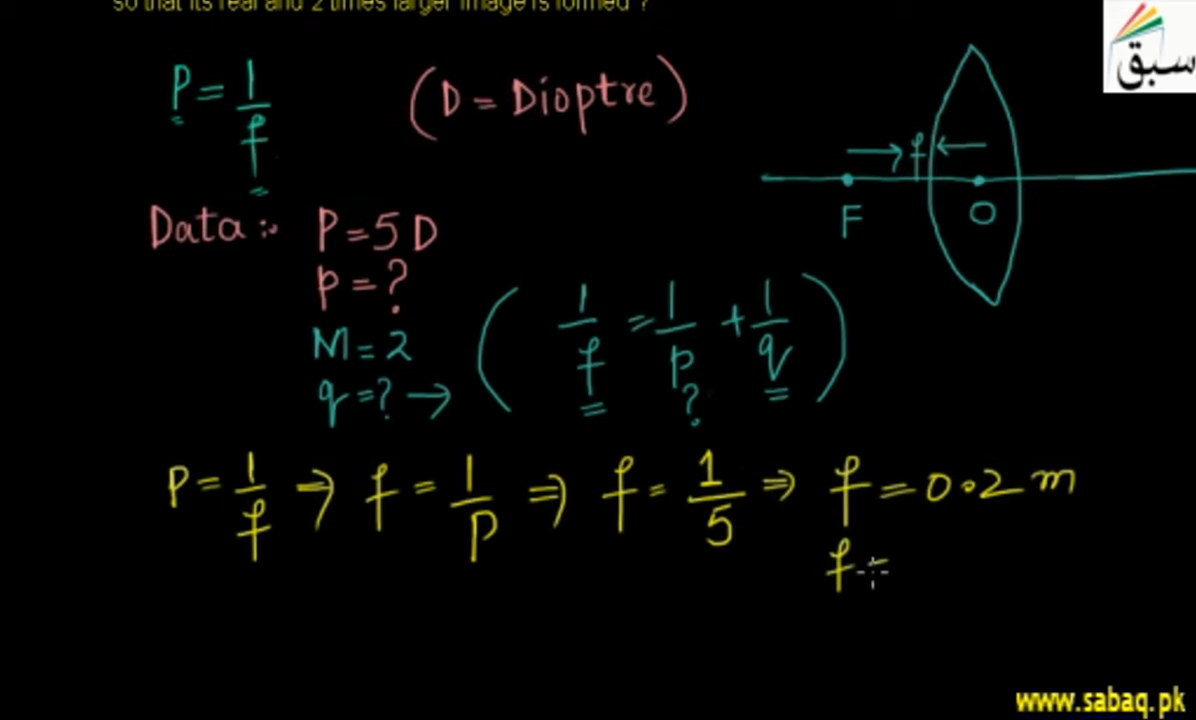 so that its real and 2 times larger image is formed ?
P = 1/f (D = Dioptre)
سبق
f
F O
Data :- P = 5 D
p = ?
M = 2
q = ? → ( 1/f = 1/p + 1/q )
?
P = 1/f ⇒ f = 1/P ⇒ f = 1/5 ⇒ f = 0.2 m
f =
www.sabaq.pk